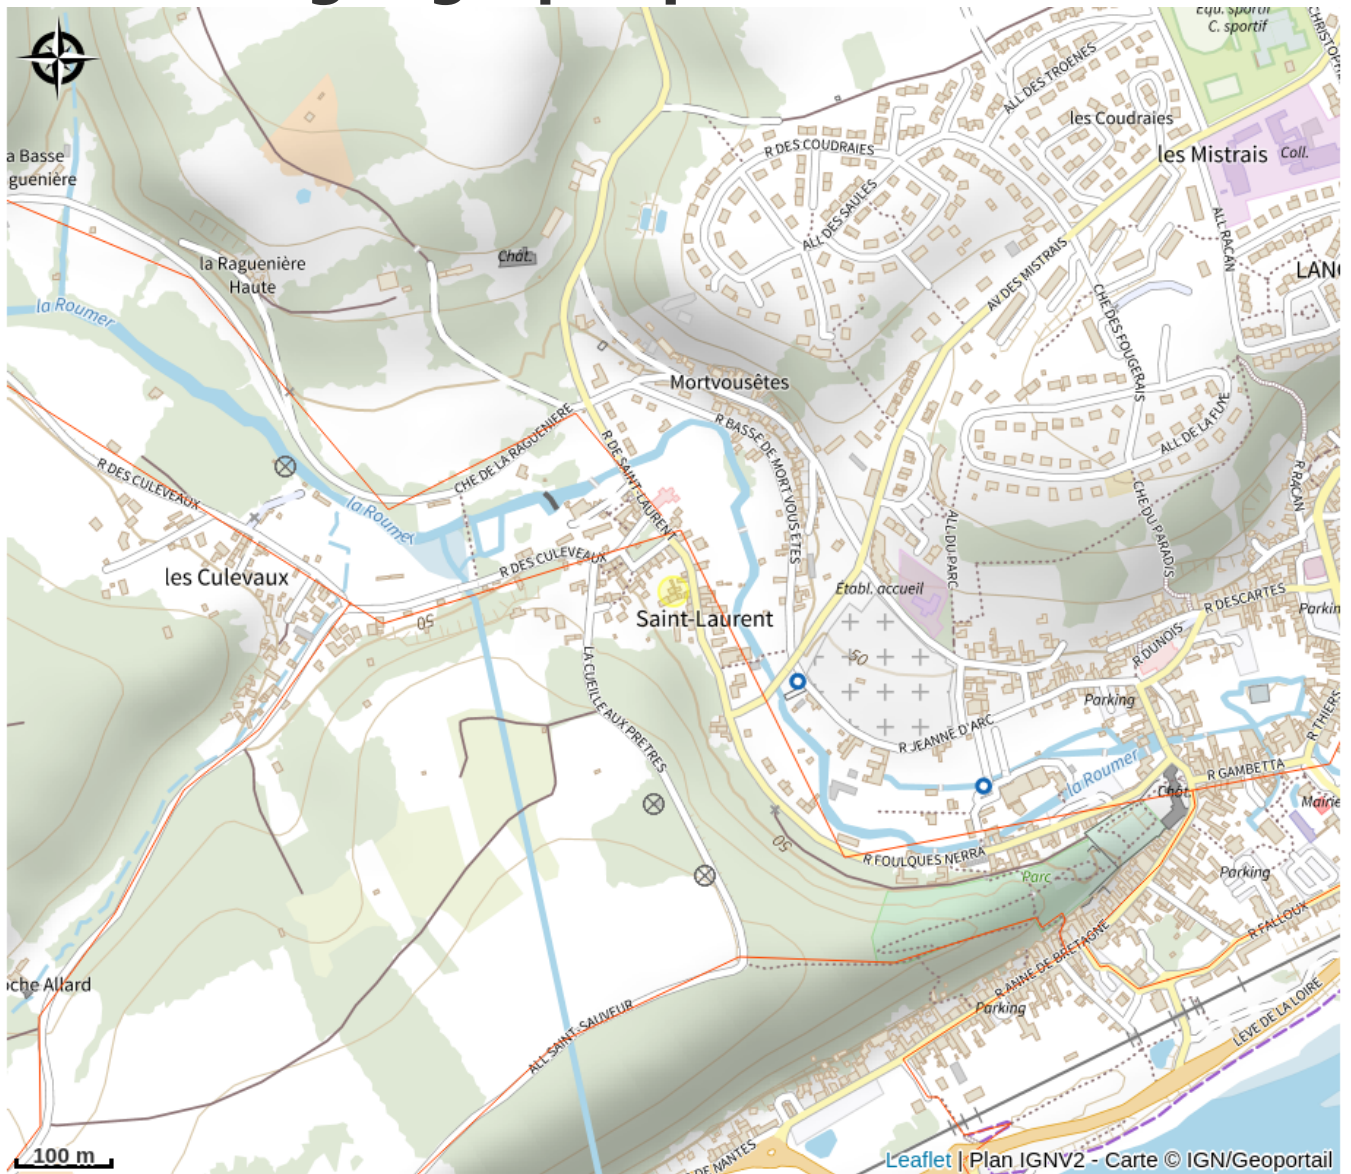 Equ. sportif
C. sportif
ALL DES TROENES
les Coudraies
R DES COUDRAIES
les Mistrais
Coll.
a Basse
guenière
ALL DES SAULES
ALL RACAN
Chât.
la Raguenière
Haute
AV DES MISTRAIS
LANG
la Roumer
CHE DES FOUGERAIS
Mortvousêtes
CHE DE LA RAGUENIERE
R DE SAINT-LAURENT
R BASSE DE MORT VOUS ETES
ALL DE LA FUYE
R DES CULEVEAUX
R RACAN
CHE DU PARADIS
la Roumer
ALL DU PARC
R DES CULEVEAUX
les Culevaux
Établ. accueil
50
Saint-Laurent
R DESCARTES
Parkin
R DUNOIS
LA CUEILLE AUX PRETRES
50
Parking
R THIERS
R JEANNE D'ARC
la Roumer
R GAMBETTA
Chât.
Mairie
50
R FOULQUES NERRA
Parc
Parking
R FALLOUX
R ANNE DE BRETAGNE
oche Allard
Parking
ALL SAINT-SAUVEUR
LEVE DE LA LOIRE
100 m
DE NANTES
Leaflet | Plan IGNV2 - Carte © IGN/Geoportail